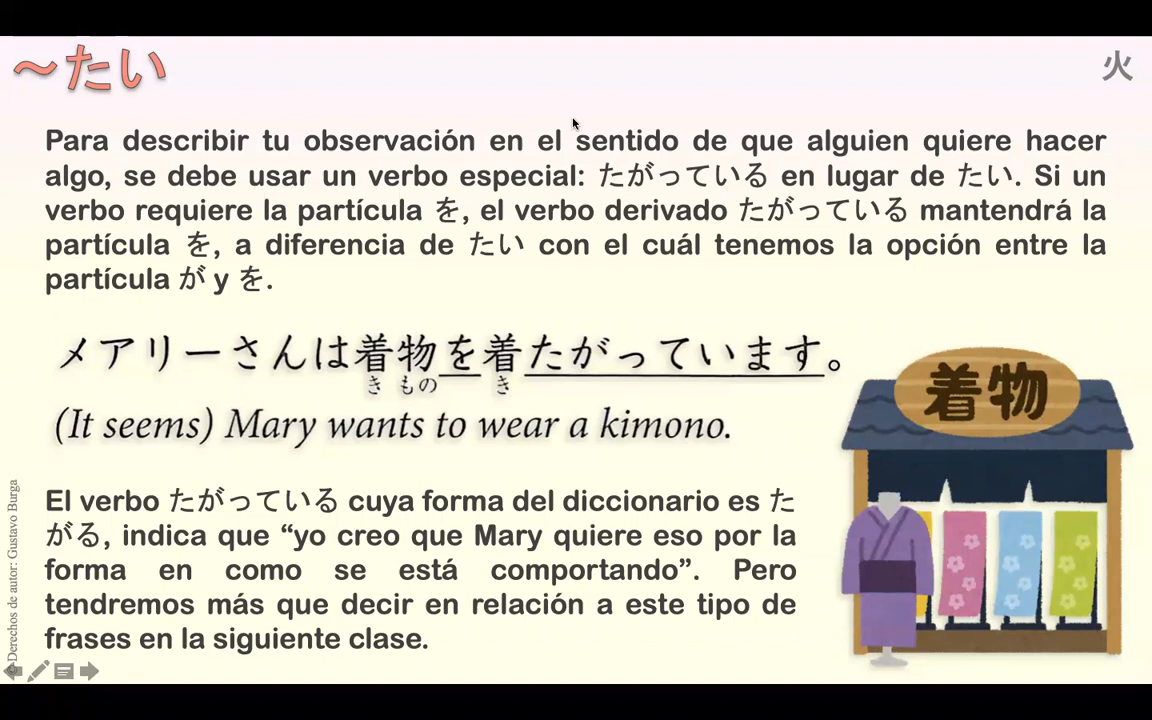 ～たい
火
Para describir tu observación en el sentido de que alguien quiere hacer
algo, se debe usar un verbo especial: たがっている en lugar de たい. Si un
verbo requiere la partícula を, el verbo derivado たがっている mantendrá la
partícula を, a diferencia de たい con el cuál tenemos la opción entre la
partícula が y を.
メアリーさんは着物を着たがっています。
き もの き
(It seems) Mary wants to wear a kimono.
着物
El verbo たがっている cuya forma del diccionario es た
がる, indica que “yo creo que Mary quiere eso por la
forma en como se está comportando”. Pero
tendremos más que decir en relación a este tipo de
frases en la siguiente clase.
©Derechos de autor: Gustavo Burga